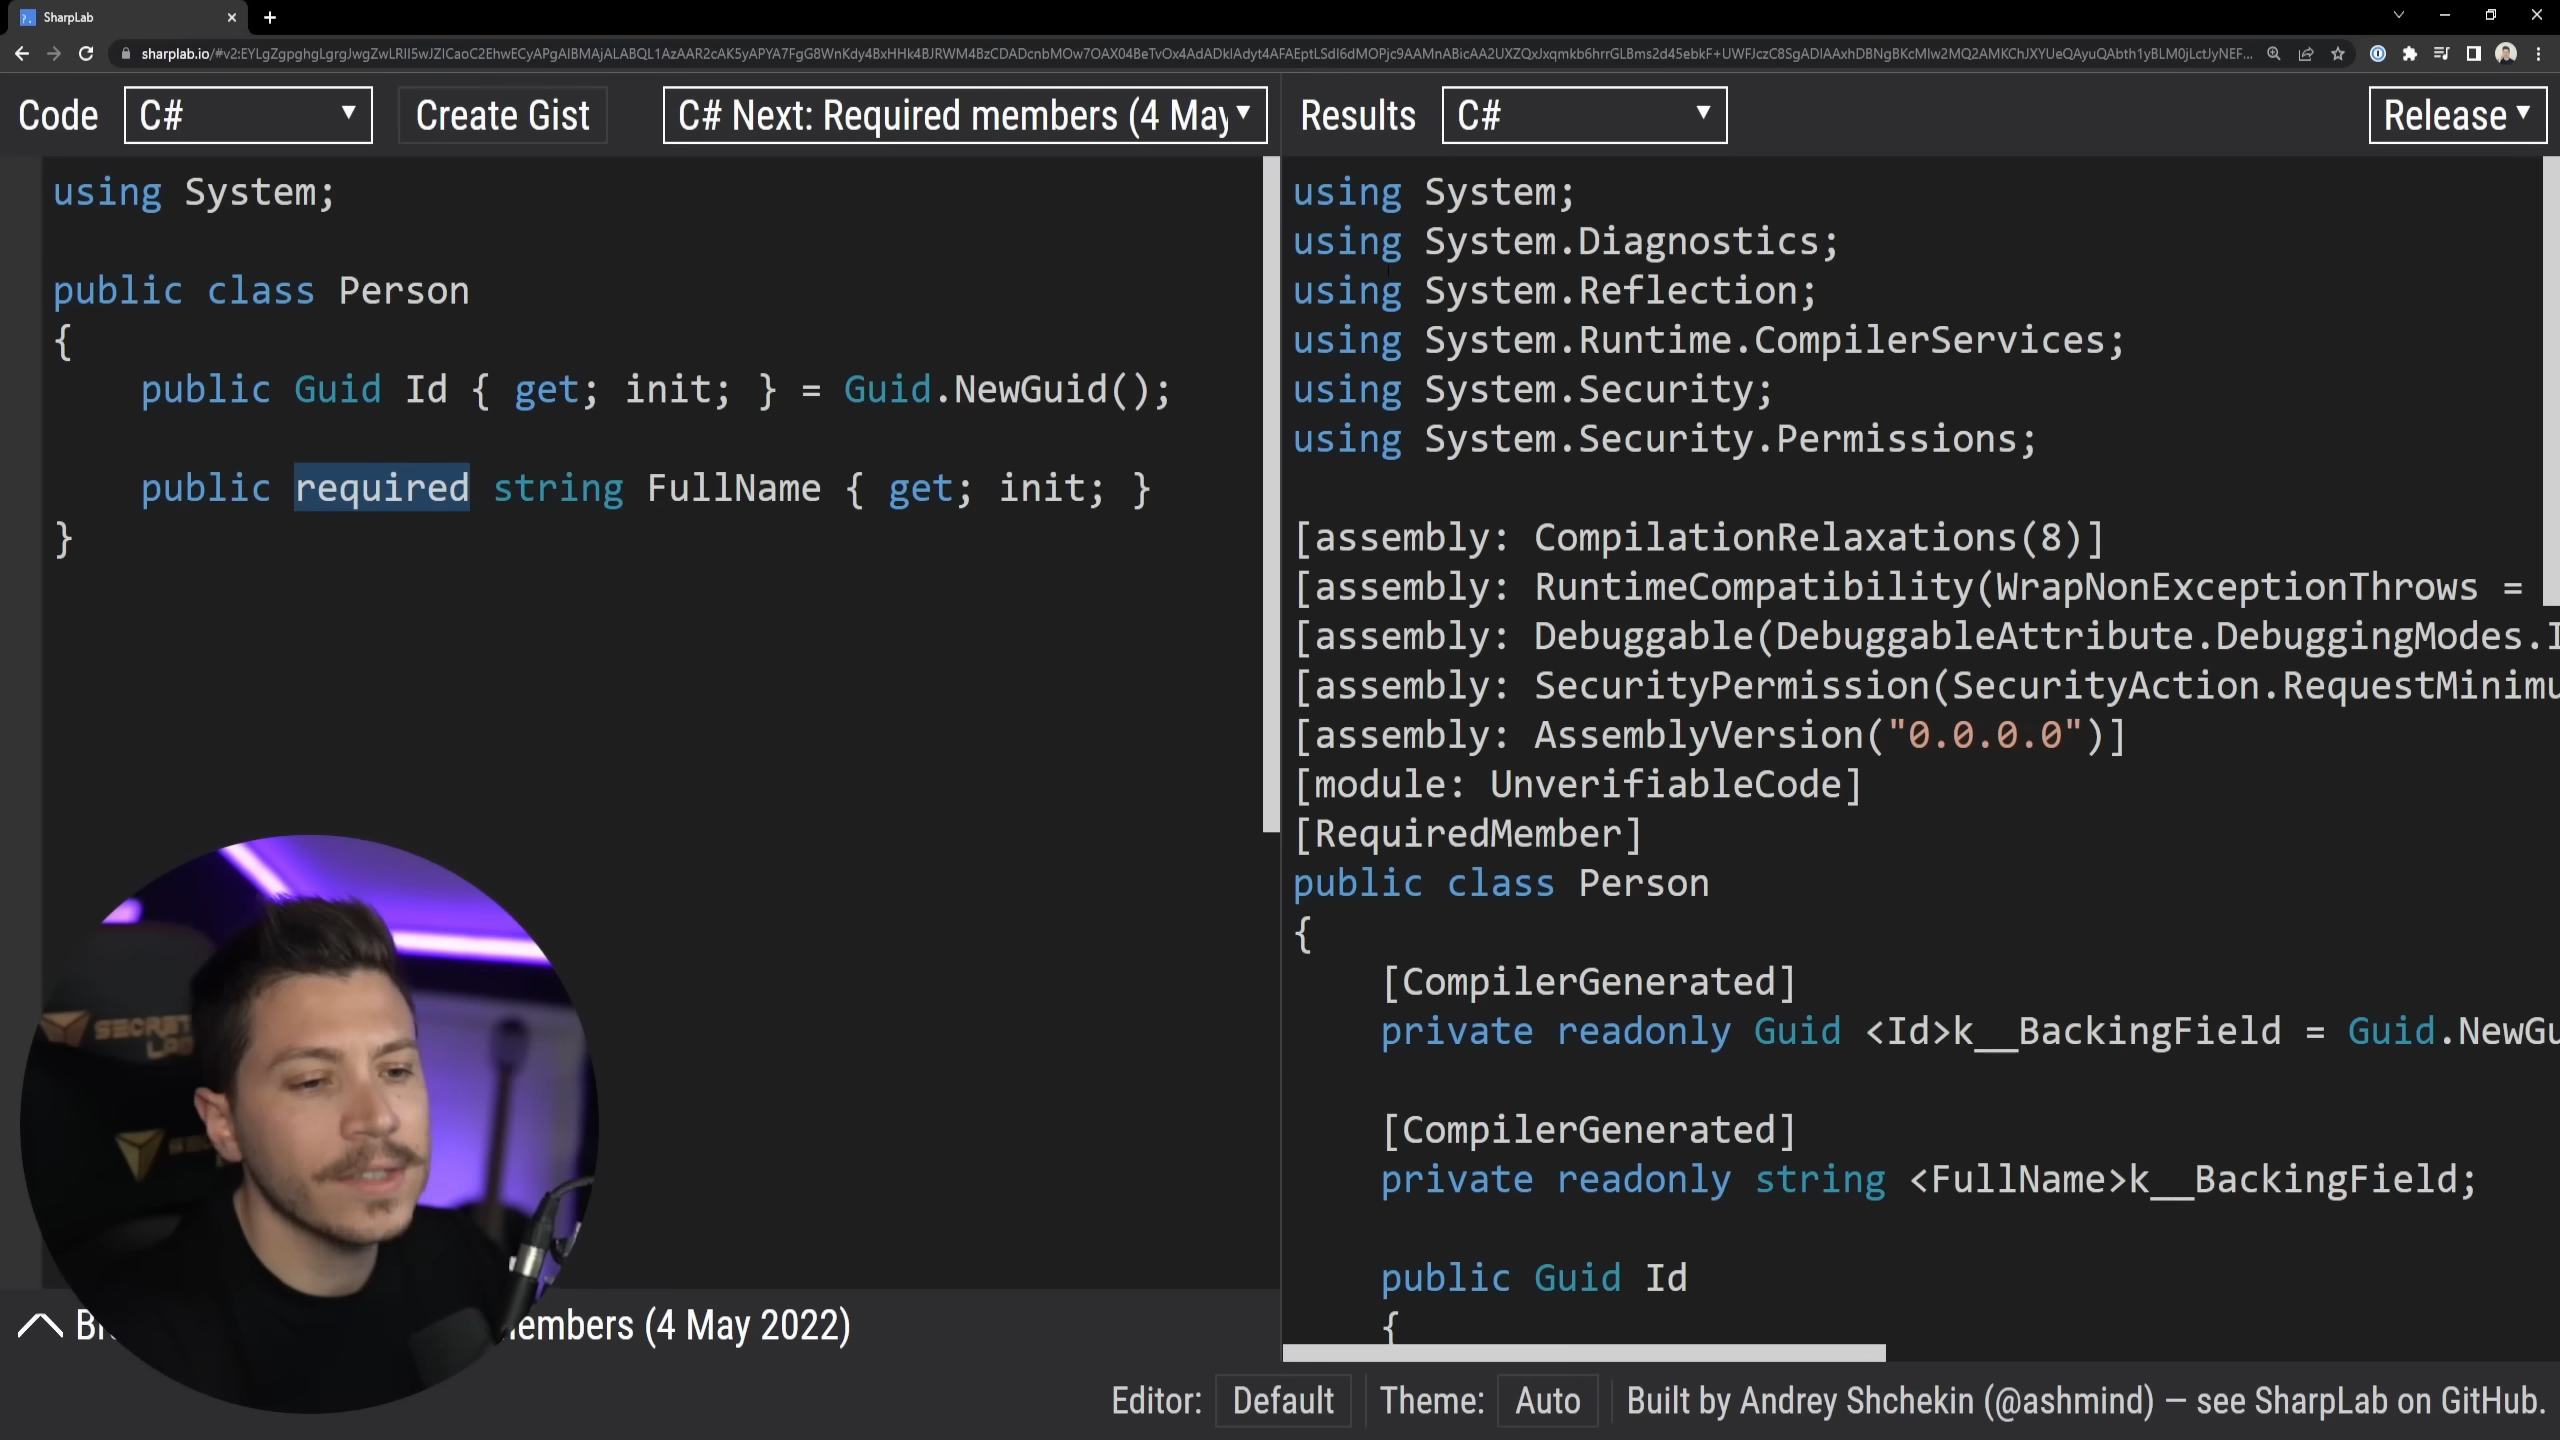 SharpLab
sharplab.io/
Code
C#
Create Gist
C# Next: Required members (4 May
Results
C#
Release
using System;
public class Person
{
public Guid Id { get; init; } = Guid.NewGuid();
public required string FullName { get; init; }
}
using System;
using System.Diagnostics;
using System.Reflection;
using System.Runtime.CompilerServices;
using System.Security;
using System.Security.Permissions;
[assembly: CompilationRelaxations(8)]
[assembly: RuntimeCompatibility(WrapNonExceptionThrows =
[assembly: Debuggable(DebuggableAttribute.DebuggingModes.I
[assembly: SecurityPermission(SecurityAction.RequestMinimu
[assembly: AssemblyVersion("0.0.0.0")]
[module: UnverifiableCode]
[RequiredMember]
public class Person
{
[CompilerGenerated]
private readonly Guid <Id>k__BackingField = Guid.NewGu
[CompilerGenerated]
private readonly string <FullName>k__BackingField;
public Guid Id
{
SECRET
LAB
embers (4 May 2022)
Editor: Default
Theme: Auto
Built by Andrey Shchekin (@ashmind) — see SharpLab on GitHub.